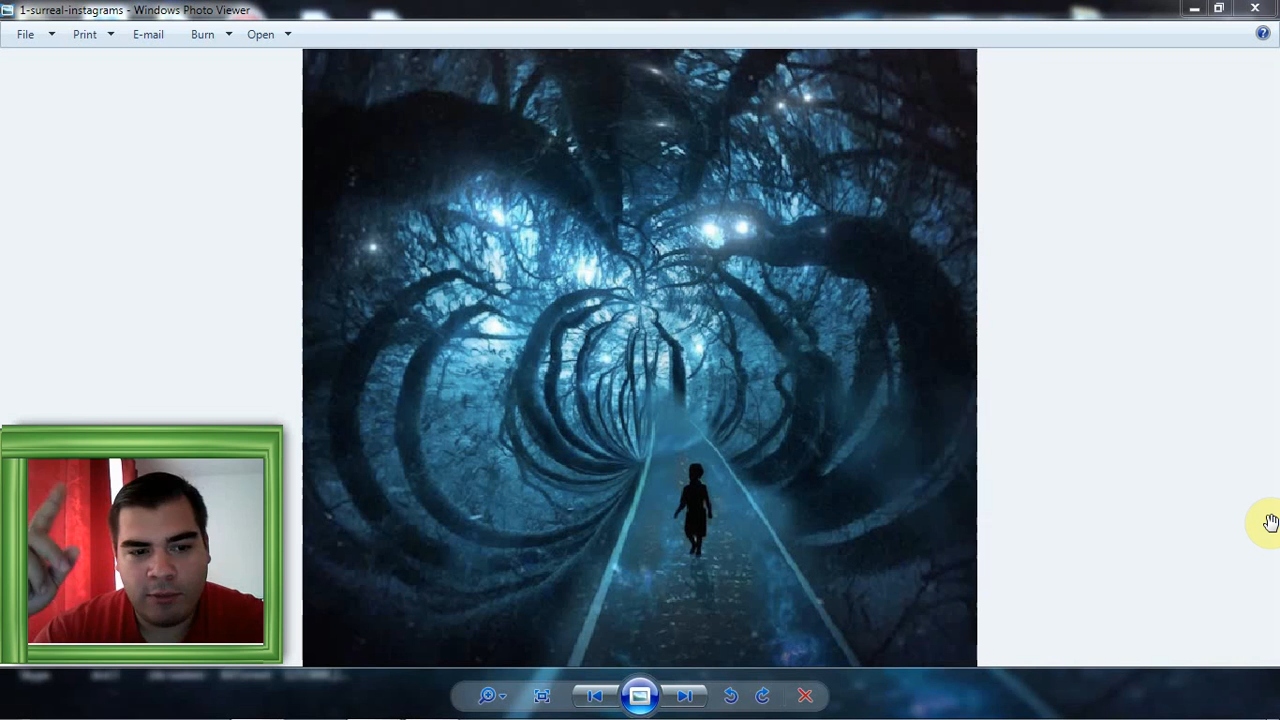 1-surreal-instagrams - Windows Photo Viewer
File Print E-mail Burn Open